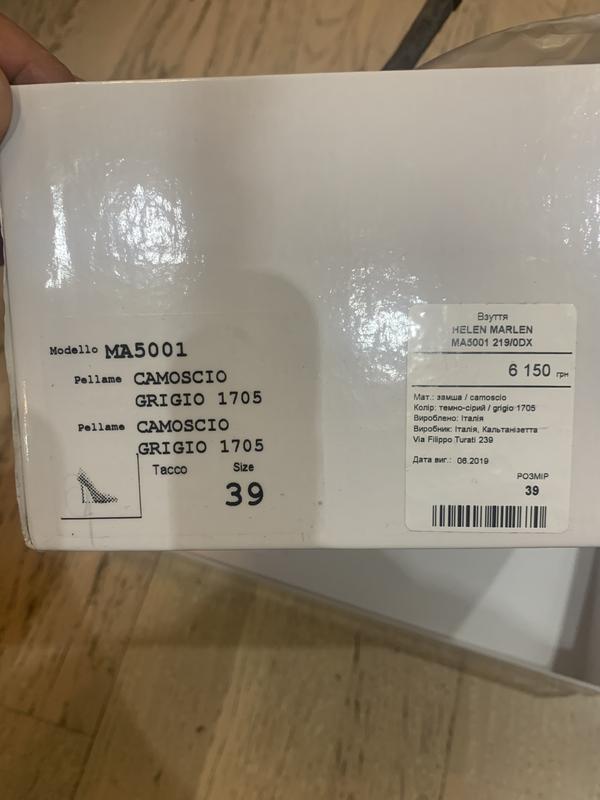 Modello MA5001
Pellame CAMOSCIO
GRIGIO 1705
Pellame CAMOSCIO
GRIGIO 1705
Tacco Size
39
Взуття
HELEN MARLEN
MA5001 219/0DX
6 150 грн
Мат.: замша / camoscio
Колір: темно-сірий / grigio 1705
Вироблено: Італія
Виробник: Італія, Кальтанізетта
Via Filippo Turati 239
Дата виг.: 06.2019
РОЗМІР
39